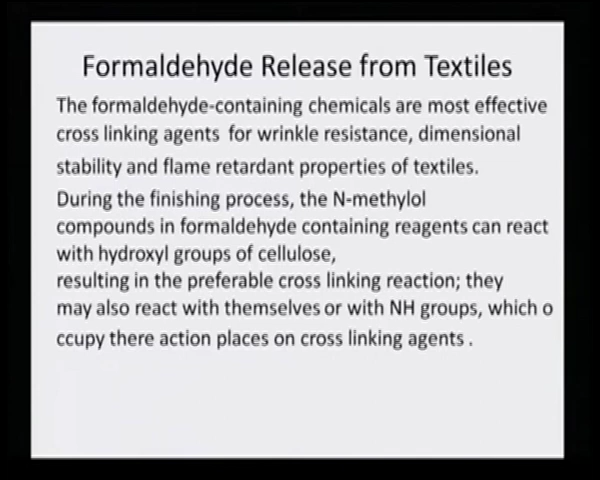 Formaldehyde Release from Textiles
The formaldehyde-containing chemicals are most effective
cross linking agents for wrinkle resistance, dimensional
stability and flame retardant properties of textiles.
During the finishing process, the N-methylol
compounds in formaldehyde containing reagents can react
with hydroxyl groups of cellulose,
resulting in the preferable cross linking reaction; they
may also react with themselves or with NH groups, which o
ccupy there action places on cross linking agents .